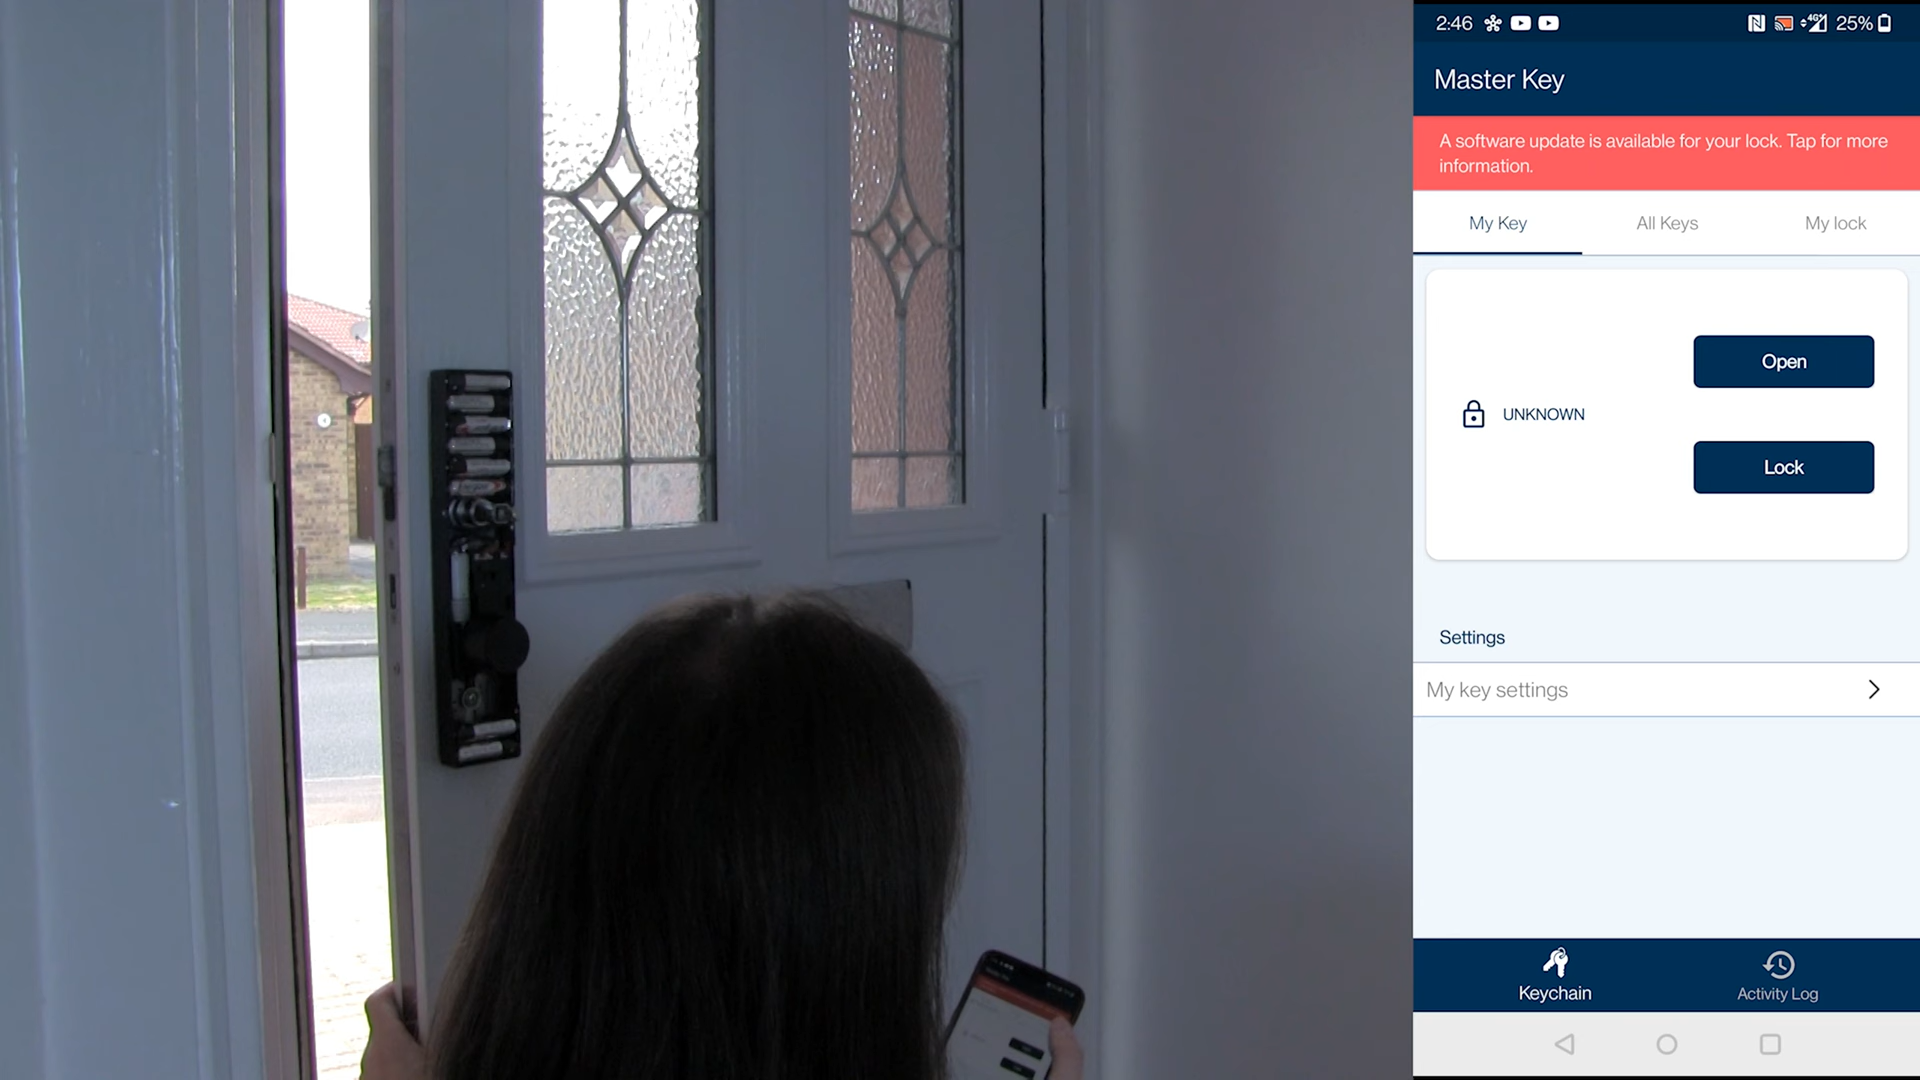 2:46
4G+ 25%
Master Key
A software update is available for your lock. Tap for more
information.
My Key All Keys My lock
Open
UNKNOWN
Lock
Settings
My key settings
Keychain Activity Log